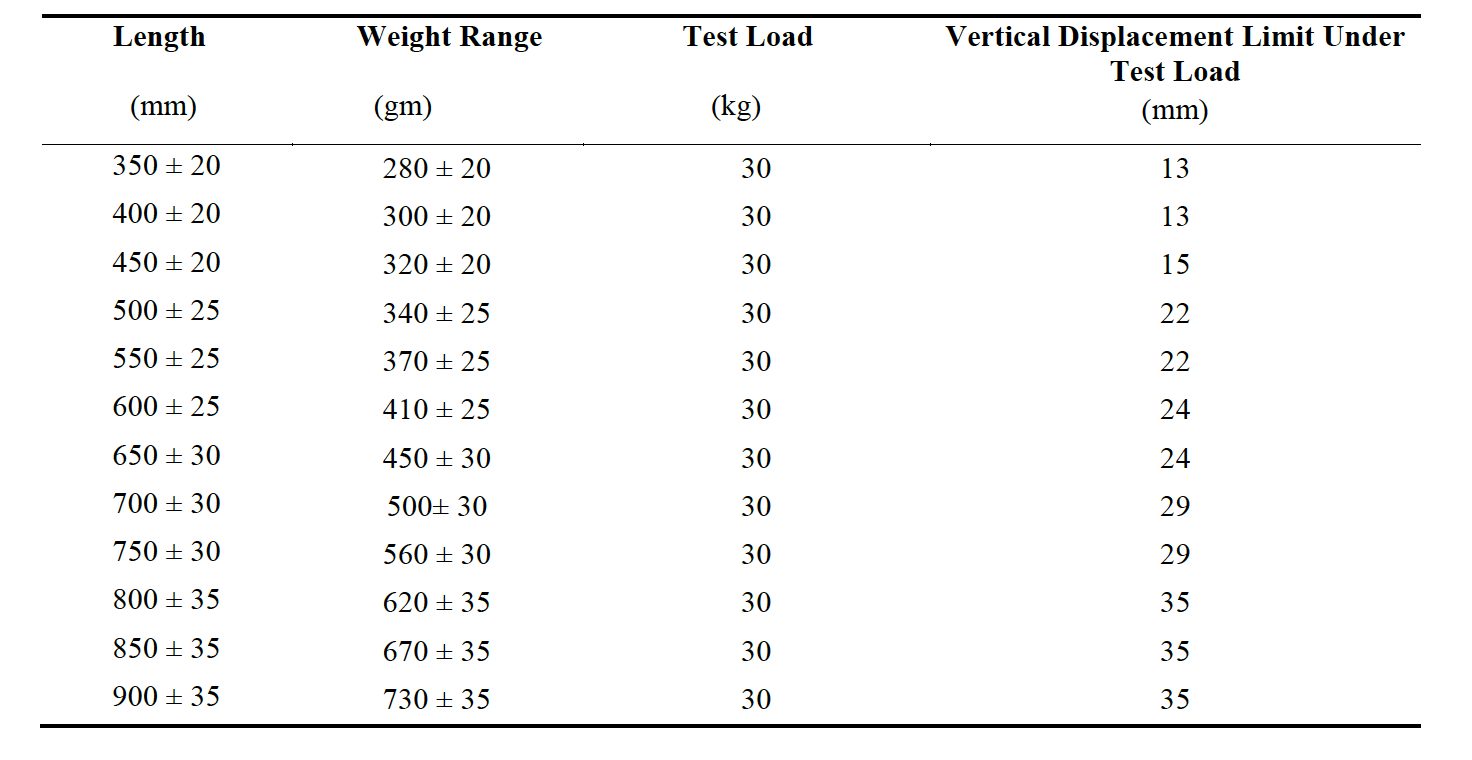 Length Weight Range Test Load Vertical Displacement Limit Under
Test Load
(mm) (gm) (kg) (mm)
350 ± 20 280 ± 20 30 13
400 ± 20 300 ± 20 30 13
450 ± 20 320 ± 20 30 15
500 ± 25 340 ± 25 30 22
550 ± 25 370 ± 25 30 22
600 ± 25 410 ± 25 30 24
650 ± 30 450 ± 30 30 24
700 ± 30 500± 30 30 29
750 ± 30 560 ± 30 30 29
800 ± 35 620 ± 35 30 35
850 ± 35 670 ± 35 30 35
900 ± 35 730 ± 35 30 35